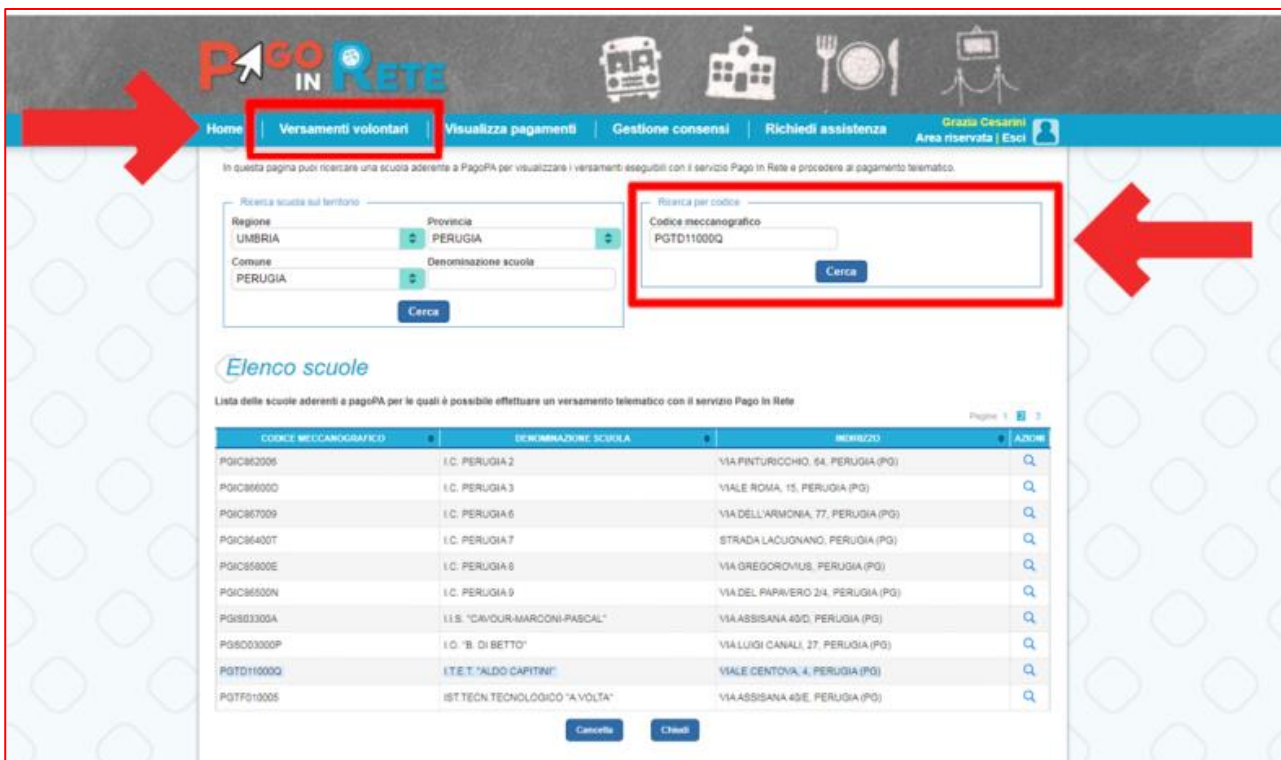 PAGO IN RETE
Home | Versamenti volontari | Visualizza pagamenti | Gestione consensi | Richiedi assistenza
Grazia Cesarini
Area riservata | Esci
In questa pagina puoi ricercare una scuola aderente a PagoPA per visualizzare i versamenti eseguibili con il servizio Pago In Rete e procedere al pagamento telematico.
Ricerca scuola sul territorio
Regione Provincia
UMBRIA PERUGIA
Comune Denominazione scuola
PERUGIA
Cerca
Ricerca per codice
Codice meccanografico
PGTD11000Q
Cerca
Elenco scuole
Lista delle scuole aderenti a pagoPA per le quali è possibile effettuare un versamento telematico con il servizio Pago In Rete
Pagine 1 2 3
CODICE MECCANOGRAFICO DENOMINAZIONE SCUOLA INDIRIZZO AZIONI
PGIC862006 I.C. PERUGIA 2 VIA PINTURICCHIO, 64, PERUGIA (PG)
PGIC86600D I.C. PERUGIA 3 VIALE ROMA, 15, PERUGIA (PG)
PGIC867009 I.C. PERUGIA 6 VIA DELL'ARMONIA, 77, PERUGIA (PG)
PGIC86400T I.C. PERUGIA 7 STRADA LACUGNANO, PERUGIA (PG)
PGIC85800E I.C. PERUGIA 8 VIA GREGOROVIUS, PERUGIA (PG)
PGIC86500N I.C. PERUGIA 9 VIA DEL PAPAVERO 2/4, PERUGIA (PG)
PGIS03300A I.I.S. "CAVOUR-MARCONI-PASCAL" VIA ASSISANA 40/D, PERUGIA (PG)
PGSD03000P I.O. "B. DI BETTO" VIA LUIGI CANALI, 27, PERUGIA (PG)
PGTD11000Q I.T.E.T. "ALDO CAPITINI" VIALE CENTOVA, 4, PERUGIA (PG)
PGTF010005 IST.TECN.TECNOLOGICO "A.VOLTA" VIA ASSISANA 40/E, PERUGIA (PG)
Cancella Chiudi